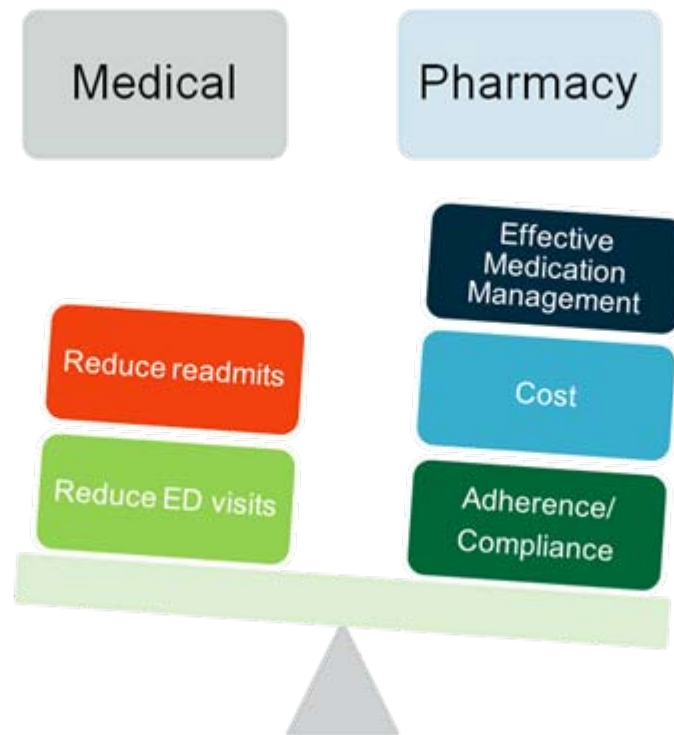 Medical
Pharmacy
Effective
Medication
Management
Reduce readmits
Cost
Reduce ED visits
Adherence/
Compliance